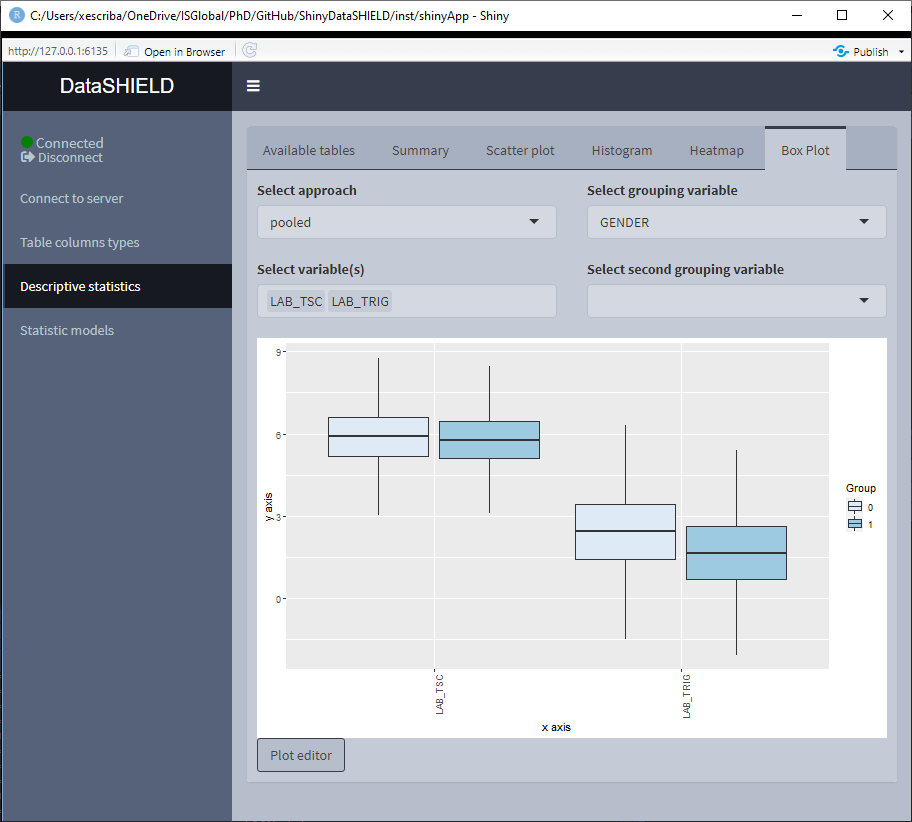 C:/Users/xescriba/OneDrive/ISGlobal/PhD/GitHub/ShinyDataSHIELD/inst/shinyApp - Shiny
http://127.0.0.1:6135 Open in Browser Publish
DataSHIELD
Connected
Disconnect
Connect to server
Table columns types
Descriptive statistics
Statistic models
Available tables Summary Scatter plot Histogram Heatmap Box Plot
Select approach Select grouping variable
pooled GENDER
Select variable(s) Select second grouping variable
LAB_TSC LAB_TRIG
9
6
3
0
y axis
LAB_TSC LAB_TRIG
x axis
Group
0
1
Plot editor